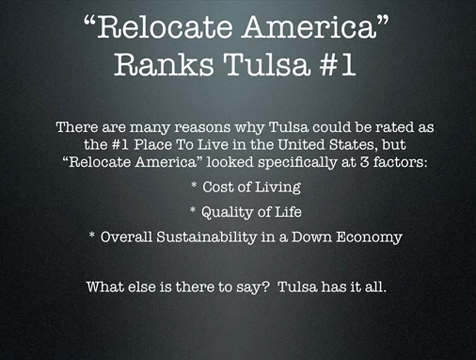 “Relocate America”
Ranks Tulsa #1
There are many reasons why Tulsa could be rated as
the #1 Place To Live in the United States, but
“Relocate America” looked specifically at 3 factors:
* Cost of Living
* Quality of Life
* Overall Sustainability in a Down Economy
What else is there to say?  Tulsa has it all.